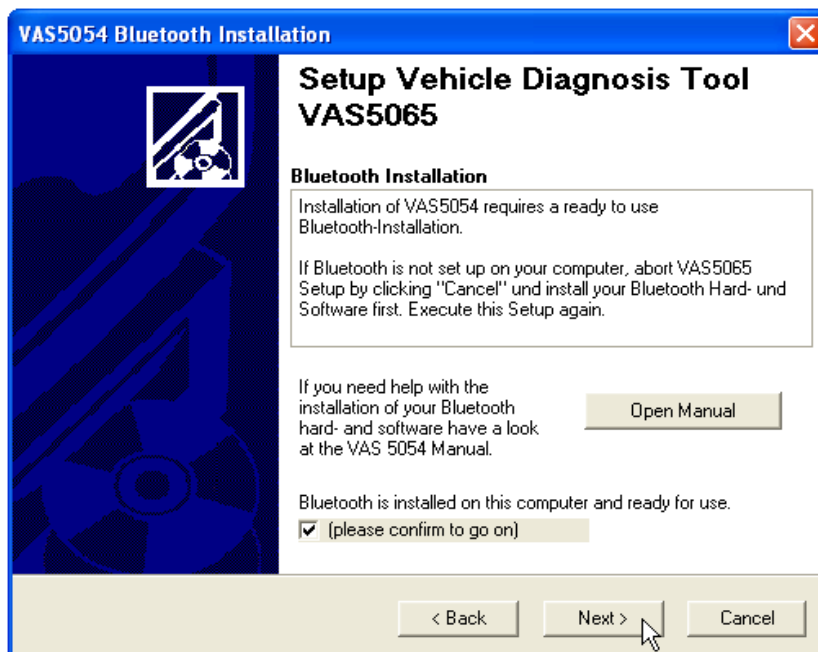 VAS5054 Bluetooth Installation
Setup Vehicle Diagnosis Tool
VAS5065
Bluetooth Installation
Installation of VAS5054 requires a ready to use
Bluetooth-Installation.
If Bluetooth is not set up on your computer, abort VAS5065
Setup by clicking "Cancel" und install your Bluetooth Hard- und
Software first. Execute this Setup again.
If you need help with the
installation of your Bluetooth
hard- and software have a look
at the VAS 5054 Manual.
Open Manual
Bluetooth is installed on this computer and ready for use.
(please confirm to go on)
< Back
Next >
Cancel